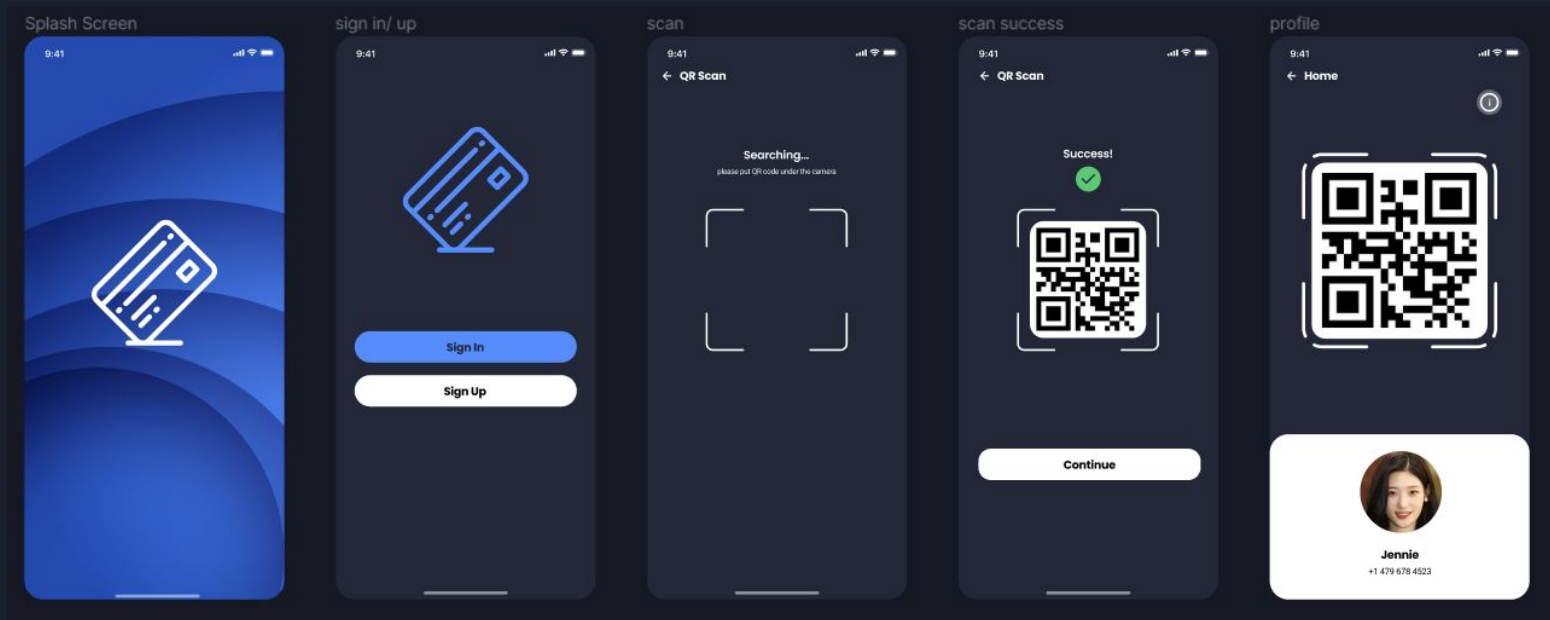 Splash Screen
9:41
sign in/ up
9:41
Sign In
Sign Up
scan
9:41
← QR Scan
Searching...
please put QR code under the camera
scan success
9:41
← QR Scan
Success!
Continue
profile
9:41
← Home
i
Jennie
+1 479 678 4523